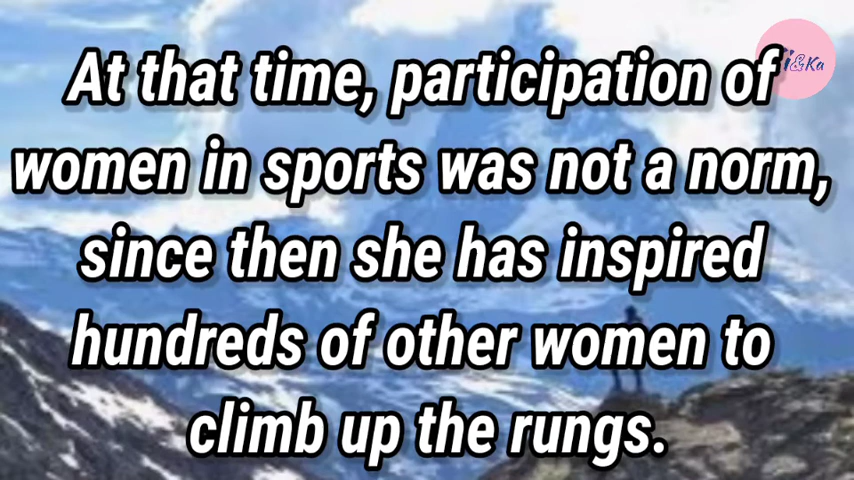 At that time, participation of
women in sports was not a norm,
since then she has inspired
hundreds of other women to
climb up the rungs.